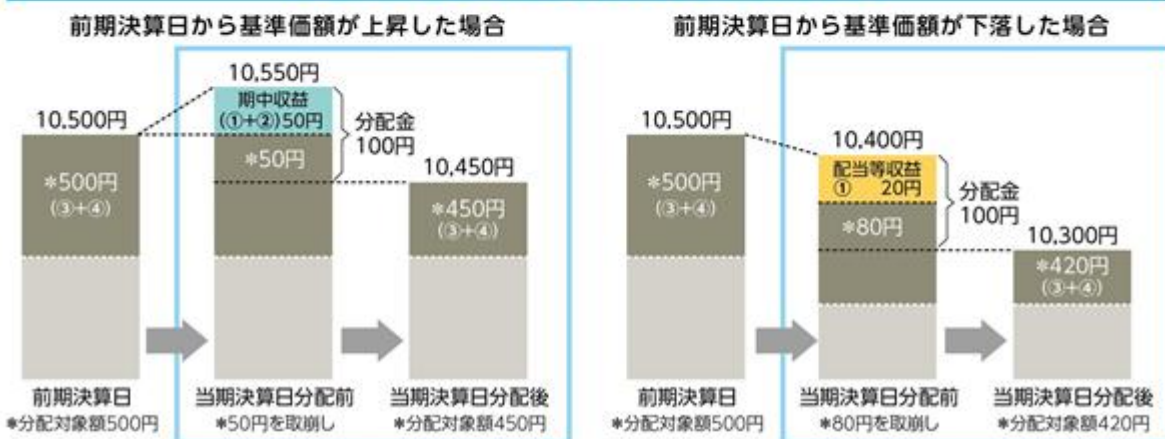 前期決算日から基準価額が上昇した場合
10,550円
期中収益
(①+②)50円
分配金
100円
10,500円
*50円
10,450円
*500円
(③+④)
*450円
(③+④)
前期決算日
当期決算日分配前
当期決算日分配後
*分配対象額500円
*50円を取崩し
*分配対象額450円
前期決算日から基準価額が下落した場合
10,500円
10,400円
配当等収益
① 20円
分配金
100円
*500円
(③+④)
*80円
10,300円
*420円
(③+④)
前期決算日
当期決算日分配前
当期決算日分配後
*分配対象額500円
*80円を取崩し
*分配対象額420円